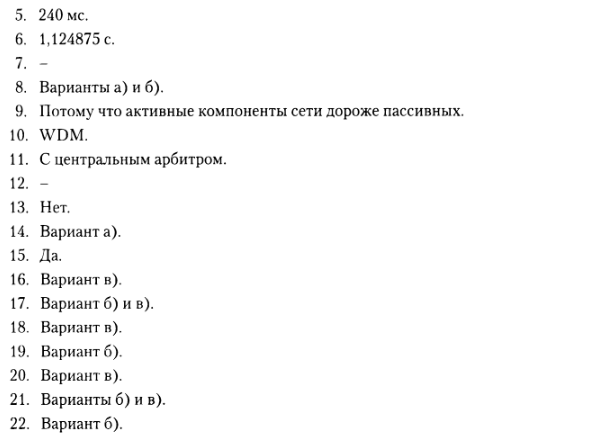 5. 240 мс.
6. 1,124875 с.
7. –
8. Варианты а) и б).
9. Потому что активные компоненты сети дороже пассивных.
10. WDM.
11. С центральным арбитром.
12. –
13. Нет.
14. Вариант а).
15. Да.
16. Вариант в).
17. Вариант б) и в).
18. Вариант в).
19. Вариант б).
20. Вариант в).
21. Варианты б) и в).
22. Вариант б).